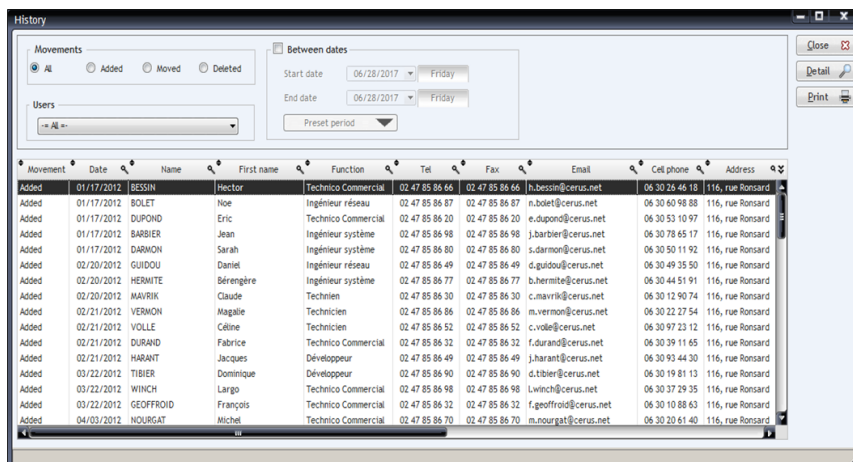 History
Movements
All Added Moved Deleted
Users
-= All =-
Between dates
Start date 06/28/2017 Friday
End date 06/28/2017 Friday
Preset period
Close
Detail
Print
Movement Date Name First name Function Tel Fax Email Cell phone Address
Added 01/17/2012 BESSIN Hector Technico Commercial 02 47 85 86 66 02 47 85 86 66 h.bessin@cerus.net 06 30 26 46 18 116, rue Ronsard
Added 01/17/2012 BOLET Noe Ingénieur réseau 02 47 85 86 87 02 47 85 86 87 n.bolet@cerus.net 06 30 60 98 88 116, rue Ronsard
Added 01/17/2012 DUPOND Eric Technico Commercial 02 47 85 86 20 02 47 85 86 20 e.dupond@cerus.net 06 30 53 10 97 116, rue Ronsard
Added 01/17/2012 BARBIER Jean Ingénieur système 02 47 85 86 98 02 47 85 86 98 j.barbier@cerus.net 06 30 78 65 17 116, rue Ronsard
Added 01/17/2012 DARMON Sarah Ingénieur système 02 47 85 86 80 02 47 85 86 80 s.darmon@cerus.net 06 30 50 11 92 116, rue Ronsard
Added 02/20/2012 GUIDOU Daniel Ingénieur réseau 02 47 85 86 49 02 47 85 86 49 d.guidou@cerus.net 06 30 49 35 50 116, rue Ronsard
Added 02/20/2012 HERMITE Bérengère Ingénieur système 02 47 85 86 77 02 47 85 86 77 b.hermite@cerus.net 06 30 44 51 91 116, rue Ronsard
Added 02/20/2012 MAVRIK Claude Technien 02 47 85 86 30 02 47 85 86 30 c.mavrik@cerus.net 06 30 12 90 74 116, rue Ronsard
Added 02/21/2012 VERMON Magalie Technicien 02 47 85 86 86 02 47 85 86 86 m.vermon@cerus.net 06 30 22 27 54 116, rue Ronsard
Added 02/21/2012 VOLLE Céline Technicien 02 47 85 86 52 02 47 85 86 52 c.volle@cerus.net 06 30 97 23 12 116, rue Ronsard
Added 02/21/2012 DURAND Fabrice Technico Commercial 02 47 85 86 32 02 47 85 86 32 f.durand@cerus.net 06 30 39 11 65 116, rue Ronsard
Added 02/21/2012 HARANT Jacques Développeur 02 47 85 86 49 02 47 85 86 49 j.harant@cerus.net 06 30 93 44 30 116, rue Ronsard
Added 03/22/2012 TIBIER Dominique Développeur 02 47 85 86 90 02 47 85 86 90 d.tibier@cerus.net 06 30 19 81 13 116, rue Ronsard
Added 03/22/2012 WINCH Largo Technico Commercial 02 47 85 86 98 02 47 85 86 98 l.winch@cerus.net 06 30 37 29 35 116, rue Ronsard
Added 03/22/2012 GEOFFROID François Technico Commercial 02 47 85 86 32 02 47 85 86 32 f.geoffroid@cerus.net 06 30 10 88 63 116, rue Ronsard
Added 04/03/2012 NOURGAT Michel Technico Commercial 02 47 85 86 70 02 47 85 86 70 m.nourgat@cerus.net 06 30 20 61 40 116, rue Ronsard